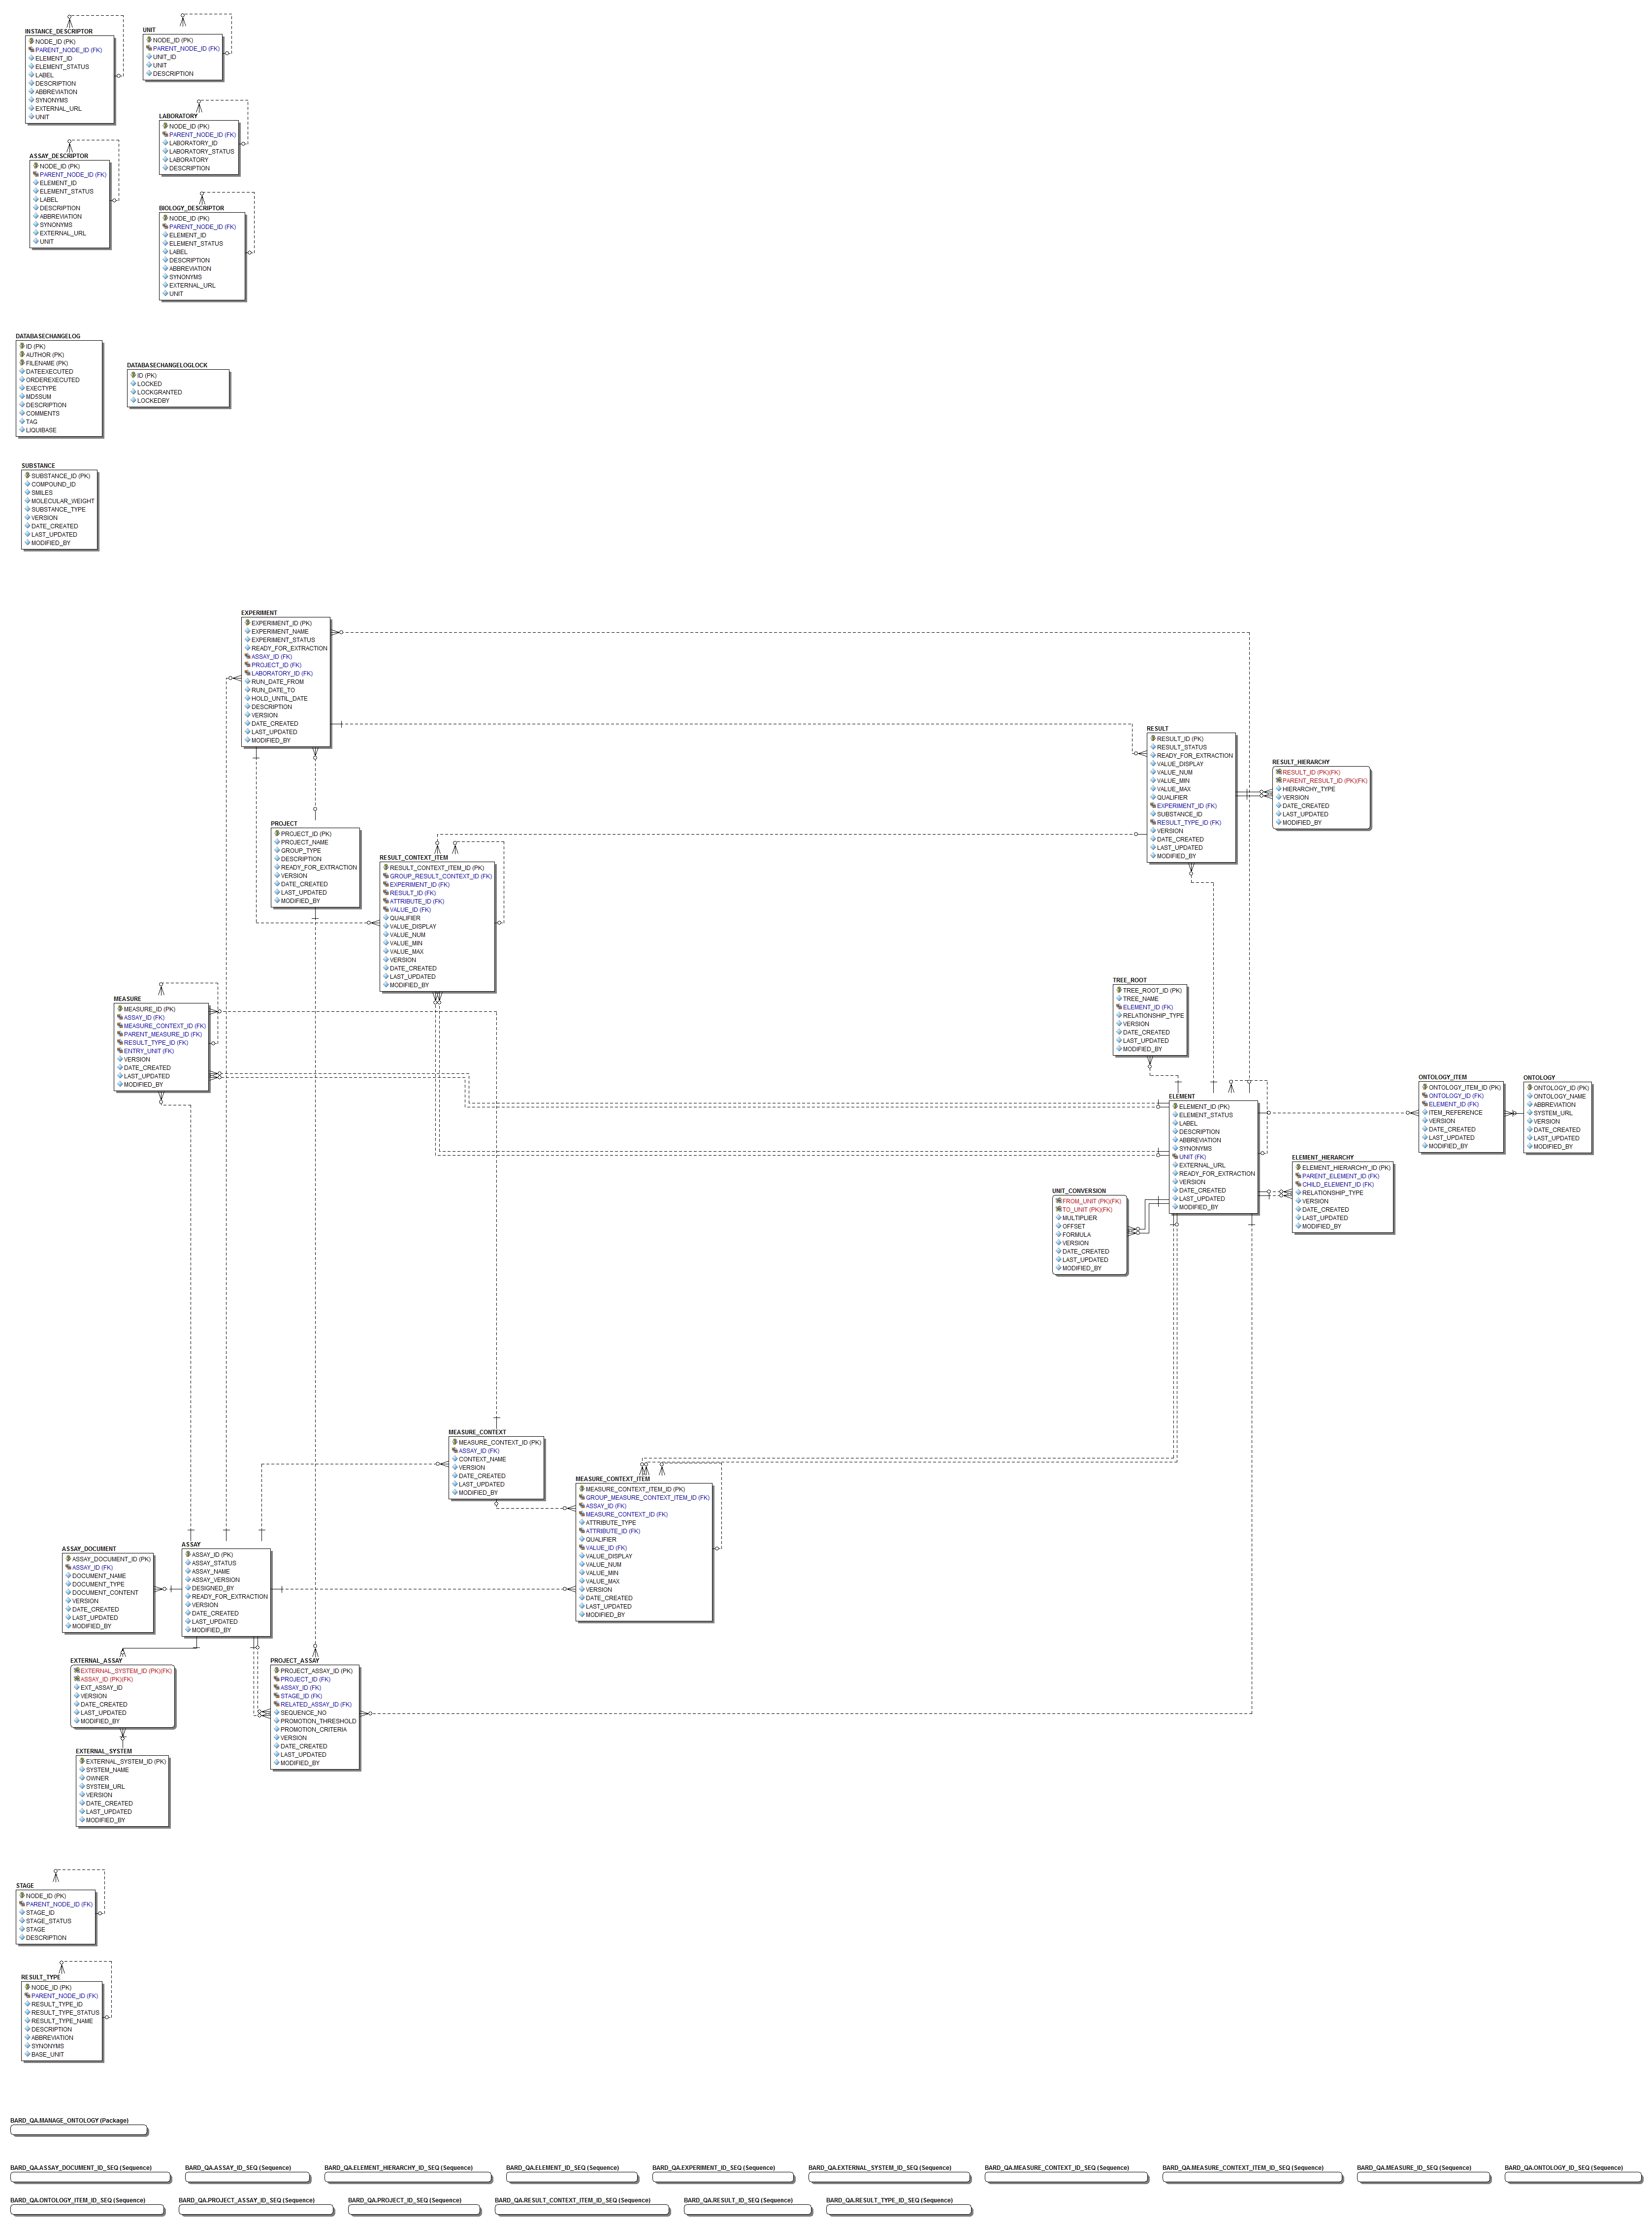 INSTANCE_DESCRIPTOR
NODE_ID (PK)
PARENT_NODE_ID (FK)
ELEMENT_ID
ELEMENT_STATUS
LABEL
DESCRIPTION
ABBREVIATION
SYNONYMS
EXTERNAL_URL
UNIT
UNIT
NODE_ID (PK)
PARENT_NODE_ID (FK)
UNIT_ID
UNIT
DESCRIPTION
LABORATORY
NODE_ID (PK)
PARENT_NODE_ID (FK)
LABORATORY_ID
LABORATORY_STATUS
LABORATORY
DESCRIPTION
ASSAY_DESCRIPTOR
NODE_ID (PK)
PARENT_NODE_ID (FK)
ELEMENT_ID
ELEMENT_STATUS
LABEL
DESCRIPTION
ABBREVIATION
SYNONYMS
EXTERNAL_URL
UNIT
BIOLOGY_DESCRIPTOR
NODE_ID (PK)
PARENT_NODE_ID (FK)
ELEMENT_ID
ELEMENT_STATUS
LABEL
DESCRIPTION
ABBREVIATION
SYNONYMS
EXTERNAL_URL
UNIT
DATABASECHANGELOG
ID (PK)
AUTHOR (PK)
FILENAME (PK)
DATEEXECUTED
ORDEREXECUTED
EXECTYPE
MD5SUM
DESCRIPTION
COMMENTS
TAG
LIQUIBASE
DATABASECHANGELOGLOCK
ID (PK)
LOCKED
LOCKGRANTED
LOCKEDBY
SUBSTANCE
SUBSTANCE_ID (PK)
COMPOUND_ID
SMILES
MOLECULAR_WEIGHT
SUBSTANCE_TYPE
VERSION
DATE_CREATED
LAST_UPDATED
MODIFIED_BY
EXPERIMENT
EXPERIMENT_ID (PK)
EXPERIMENT_NAME
EXPERIMENT_STATUS
READY_FOR_EXTRACTION
ASSAY_ID (FK)
PROJECT_ID (FK)
LABORATORY_ID (FK)
RUN_DATE_FROM
RUN_DATE_TO
HOLD_UNTIL_DATE
DESCRIPTION
VERSION
DATE_CREATED
LAST_UPDATED
MODIFIED_BY
RESULT
RESULT_ID (PK)
RESULT_STATUS
READY_FOR_EXTRACTION
VALUE_DISPLAY
VALUE_NUM
VALUE_MIN
VALUE_MAX
QUALIFIER
EXPERIMENT_ID (FK)
SUBSTANCE_ID
RESULT_TYPE_ID (FK)
VERSION
DATE_CREATED
LAST_UPDATED
MODIFIED_BY
RESULT_HIERARCHY
RESULT_ID (PK)(FK)
PARENT_RESULT_ID (PK)(FK)
HIERARCHY_TYPE
VERSION
DATE_CREATED
LAST_UPDATED
MODIFIED_BY
PROJECT
PROJECT_ID (PK)
PROJECT_NAME
GROUP_TYPE
DESCRIPTION
READY_FOR_EXTRACTION
VERSION
DATE_CREATED
LAST_UPDATED
MODIFIED_BY
RESULT_CONTEXT_ITEM
RESULT_CONTEXT_ITEM_ID (PK)
GROUP_RESULT_CONTEXT_ID (FK)
EXPERIMENT_ID (FK)
RESULT_ID (FK)
ATTRIBUTE_ID (FK)
VALUE_ID (FK)
QUALIFIER
VALUE_DISPLAY
VALUE_NUM
VALUE_MIN
VALUE_MAX
VERSION
DATE_CREATED
LAST_UPDATED
MODIFIED_BY
MEASURE
MEASURE_ID (PK)
ASSAY_ID (FK)
MEASURE_CONTEXT_ID (FK)
PARENT_MEASURE_ID (FK)
RESULT_TYPE_ID (FK)
ENTRY_UNIT (FK)
VERSION
DATE_CREATED
LAST_UPDATED
MODIFIED_BY
TREE_ROOT
TREE_ROOT_ID (PK)
TREE_NAME
ELEMENT_ID (FK)
RELATIONSHIP_TYPE
VERSION
DATE_CREATED
LAST_UPDATED
MODIFIED_BY
ELEMENT
ELEMENT_ID (PK)
ELEMENT_STATUS
LABEL
DESCRIPTION
ABBREVIATION
SYNONYMS
UNIT (FK)
EXTERNAL_URL
READY_FOR_EXTRACTION
VERSION
DATE_CREATED
LAST_UPDATED
MODIFIED_BY
ONTOLOGY_ITEM
ONTOLOGY_ITEM_ID (PK)
ONTOLOGY_ID (FK)
ELEMENT_ID (FK)
ITEM_REFERENCE
VERSION
DATE_CREATED
LAST_UPDATED
MODIFIED_BY
ONTOLOGY
ONTOLOGY_ID (PK)
ONTOLOGY_NAME
ABBREVIATION
SYSTEM_URL
VERSION
DATE_CREATED
LAST_UPDATED
MODIFIED_BY
ELEMENT_HIERARCHY
ELEMENT_HIERARCHY_ID (PK)
PARENT_ELEMENT_ID (FK)
CHILD_ELEMENT_ID (FK)
RELATIONSHIP_TYPE
VERSION
DATE_CREATED
LAST_UPDATED
MODIFIED_BY
UNIT_CONVERSION
FROM_UNIT (PK)(FK)
TO_UNIT (PK)(FK)
MULTIPLIER
OFFSET
FORMULA
VERSION
DATE_CREATED
LAST_UPDATED
MODIFIED_BY
MEASURE_CONTEXT
MEASURE_CONTEXT_ID (PK)
ASSAY_ID (FK)
CONTEXT_NAME
VERSION
DATE_CREATED
LAST_UPDATED
MODIFIED_BY
MEASURE_CONTEXT_ITEM
MEASURE_CONTEXT_ITEM_ID (PK)
GROUP_MEASURE_CONTEXT_ITEM_ID (FK)
ASSAY_ID (FK)
MEASURE_CONTEXT_ID (FK)
ATTRIBUTE_TYPE
ATTRIBUTE_ID (FK)
QUALIFIER
VALUE_ID (FK)
VALUE_DISPLAY
VALUE_NUM
VALUE_MIN
VALUE_MAX
VERSION
DATE_CREATED
LAST_UPDATED
MODIFIED_BY
ASSAY_DOCUMENT
ASSAY_DOCUMENT_ID (PK)
ASSAY_ID (FK)
DOCUMENT_NAME
DOCUMENT_TYPE
DOCUMENT_CONTENT
VERSION
DATE_CREATED
LAST_UPDATED
MODIFIED_BY
ASSAY
ASSAY_ID (PK)
ASSAY_STATUS
ASSAY_NAME
ASSAY_VERSION
DESIGNED_BY
READY_FOR_EXTRACTION
VERSION
DATE_CREATED
LAST_UPDATED
MODIFIED_BY
EXTERNAL_ASSAY
EXTERNAL_SYSTEM_ID (PK)(FK)
ASSAY_ID (PK)(FK)
EXT_ASSAY_ID
VERSION
DATE_CREATED
LAST_UPDATED
MODIFIED_BY
PROJECT_ASSAY
PROJECT_ASSAY_ID (PK)
PROJECT_ID (FK)
ASSAY_ID (FK)
STAGE_ID (FK)
RELATED_ASSAY_ID (FK)
SEQUENCE_NO
PROMOTION_THRESHOLD
PROMOTION_CRITERIA
VERSION
DATE_CREATED
LAST_UPDATED
MODIFIED_BY
EXTERNAL_SYSTEM
EXTERNAL_SYSTEM_ID (PK)
SYSTEM_NAME
OWNER
SYSTEM_URL
VERSION
DATE_CREATED
LAST_UPDATED
MODIFIED_BY
STAGE
NODE_ID (PK)
PARENT_NODE_ID (FK)
STAGE_ID
STAGE_STATUS
STAGE
DESCRIPTION
RESULT_TYPE
NODE_ID (PK)
PARENT_NODE_ID (FK)
RESULT_TYPE_ID
RESULT_TYPE_STATUS
RESULT_TYPE_NAME
DESCRIPTION
ABBREVIATION
SYNONYMS
BASE_UNIT
BARD_QA.MANAGE_ONTOLOGY (Package)
BARD_QA.ASSAY_DOCUMENT_ID_SEQ (Sequence)
BARD_QA.ASSAY_ID_SEQ (Sequence)
BARD_QA.ELEMENT_HIERARCHY_ID_SEQ (Sequence)
BARD_QA.ELEMENT_ID_SEQ (Sequence)
BARD_QA.EXPERIMENT_ID_SEQ (Sequence)
BARD_QA.EXTERNAL_SYSTEM_ID_SEQ (Sequence)
BARD_QA.MEASURE_CONTEXT_ID_SEQ (Sequence)
BARD_QA.MEASURE_CONTEXT_ITEM_ID_SEQ (Sequence)
BARD_QA.MEASURE_ID_SEQ (Sequence)
BARD_QA.ONTOLOGY_ID_SEQ (Sequence)
BARD_QA.ONTOLOGY_ITEM_ID_SEQ (Sequence)
BARD_QA.PROJECT_ASSAY_ID_SEQ (Sequence)
BARD_QA.PROJECT_ID_SEQ (Sequence)
BARD_QA.RESULT_CONTEXT_ITEM_ID_SEQ (Sequence)
BARD_QA.RESULT_ID_SEQ (Sequence)
BARD_QA.RESULT_TYPE_ID_SEQ (Sequence)